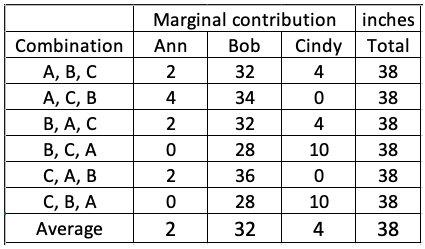 Marginal contribution inches
Combination Ann Bob Cindy Total
A, B, C 2 32 4 38
A, C, B 4 34 0 38
B, A, C 2 32 4 38
B, C, A 0 28 10 38
C, A, B 2 36 0 38
C, B, A 0 28 10 38
Average 2 32 4 38